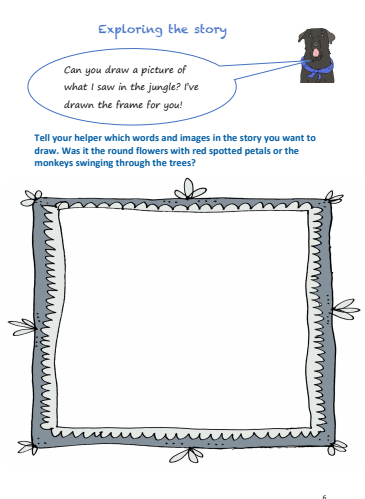 Exploring the story
Can you draw a picture of
what I saw in the jungle? I've
drawn the frame for you!
Tell your helper which words and images in the story you want to
draw. Was it the round flowers with red spotted petals or the
monkeys swinging through the trees?
6